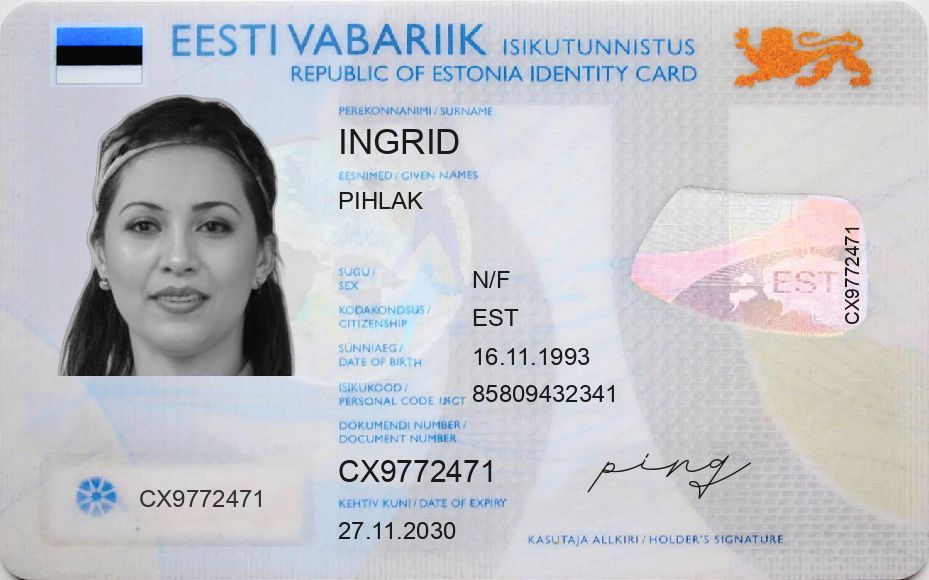 EESTI VABARIIK ISIKUTUNNISTUS
REPUBLIC OF ESTONIA IDENTITY CARD
PEREKONNANIMI / SURNAME
INGRID
EESNIMED / GIVEN NAMES
PIHLAK
SUGU / 
SEX
N/F
KODAKONDSUS /
CITIZENSHIP
EST
SÜNNIAEG /
DATE OF BIRTH
16.11.1993
ISIKUKOOD /
PERSONAL CODE
85809432341
DOKUMENDI NUMBER /
DOCUMENT NUMBER
CX9772471
KEHTIV KUNI / DATE OF EXPIRY
27.11.2030
CX9772471
EST
CX9772471
ping
KASUTAJA ALLKIRI / HOLDER'S SIGNATURE